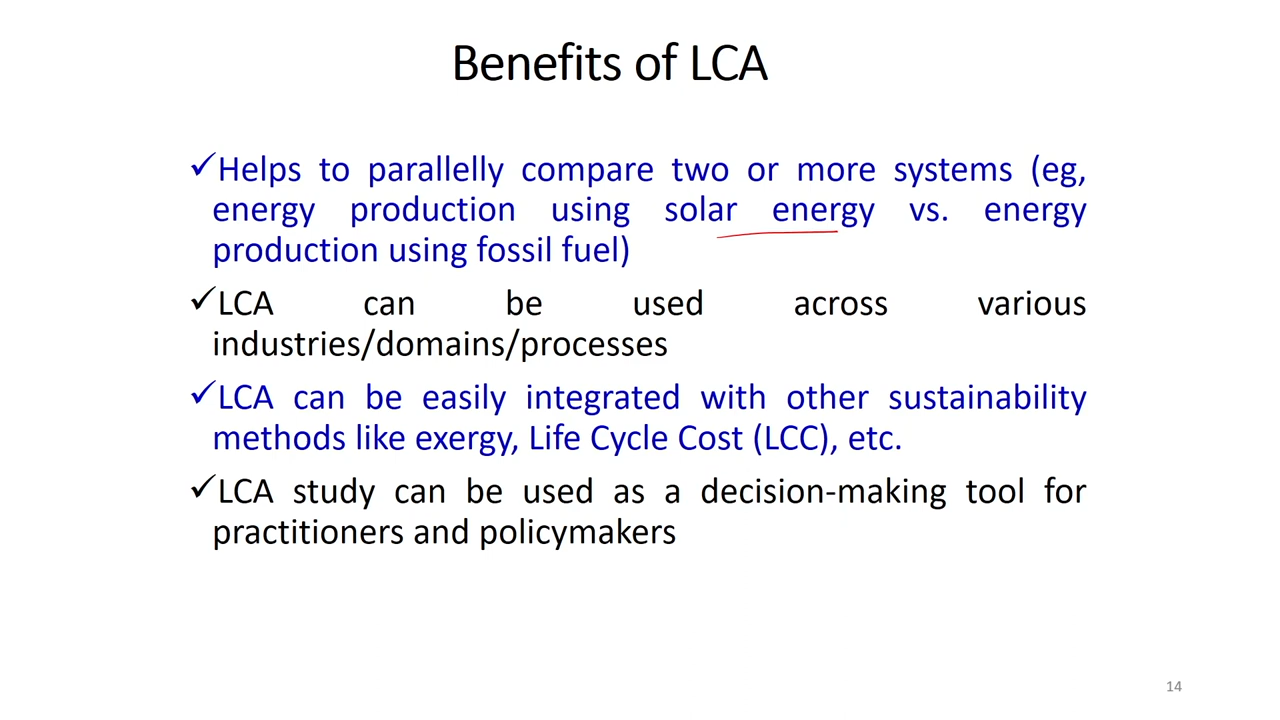 Benefits of LCA
✓Helps to parallelly compare two or more systems (eg,
energy production using solar energy vs. energy
production using fossil fuel)
✓LCA can be used across various
industries/domains/processes
✓LCA can be easily integrated with other sustainability
methods like exergy, Life Cycle Cost (LCC), etc.
✓LCA study can be used as a decision-making tool for
practitioners and policymakers
14